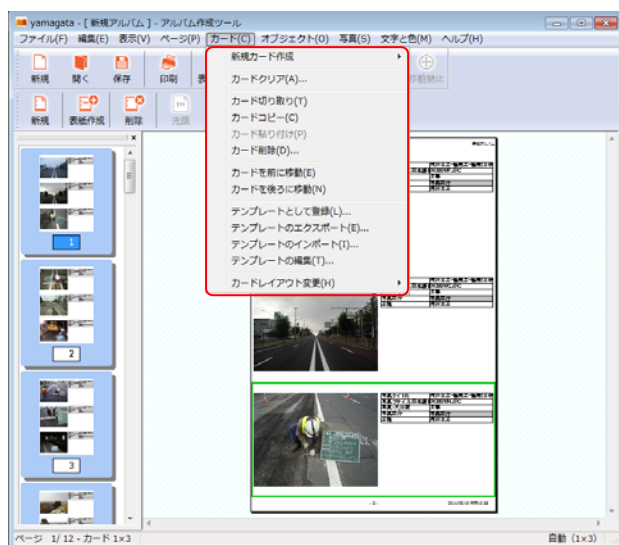 yamagata - [ 新規アルバム ] - アルバム作成ツール
ファイル(F) 編集(E) 表示(V) ページ(P) カード(C) オブジェクト(O) 写真(S) 文字と色(M) ヘルプ(H)
新規 開く 保存 印刷 表 移動禁止
新規 表紙作成 削除 先頭
新規カード作成
カードクリア(A)...
カード切り取り(T)
カードコピー(C)
カード貼り付け(P)
カード削除(D)...
カードを前に移動(E)
カードを後ろに移動(N)
テンプレートとして登録(L)...
テンプレートのエクスポート(E)...
テンプレートのインポート(I)...
テンプレートの編集(T)...
カードレイアウト変更(H)
1
2
3
ページ 1/ 12 - カード 1×3
自動 (1×3)